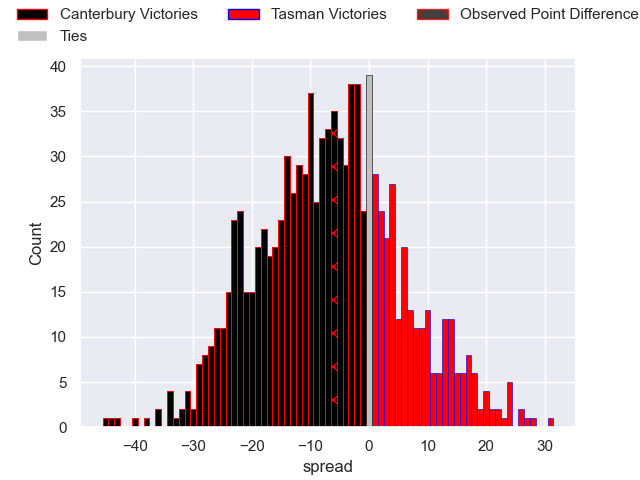 Canterbury Victories
Tasman Victories
Observed Point Difference
Ties
40
35
30
25
20
15
10
5
0
Count
−40
−30
−20
−10
0
10
20
30
spread